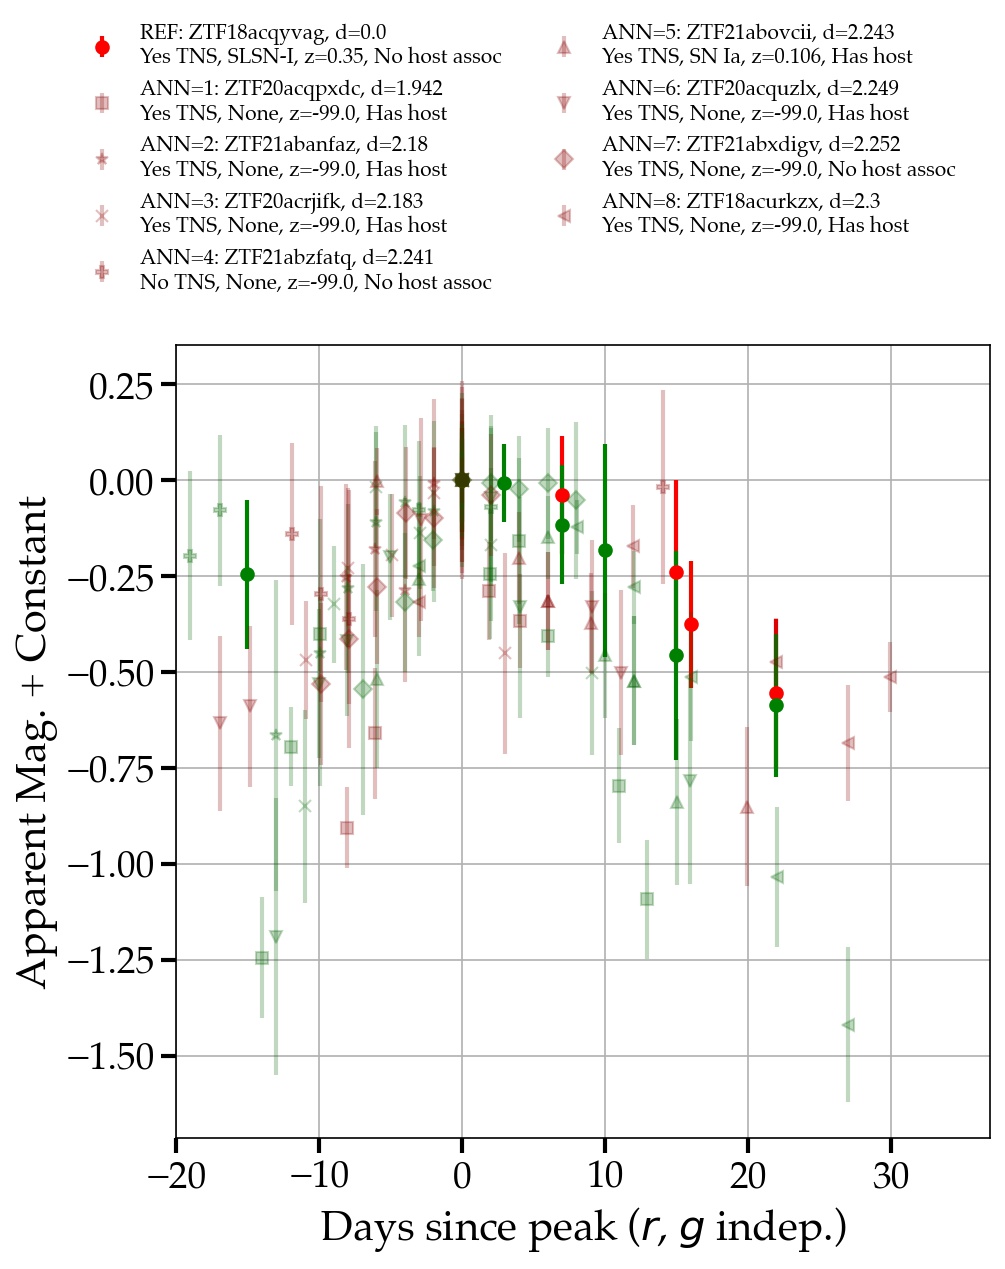 REF: ZTF18acqyvag, d=0.0
Yes TNS, SLSN-I, z=0.35, No host assoc
ANN=1: ZTF20acqpxdc, d=1.942
Yes TNS, None, z=-99.0, Has host
ANN=2: ZTF21abanfaz, d=2.18
Yes TNS, None, z=-99.0, Has host
ANN=3: ZTF20acrjifk, d=2.183
Yes TNS, None, z=-99.0, Has host
ANN=4: ZTF21abzfatq, d=2.241
No TNS, None, z=-99.0, No host assoc
ANN=5: ZTF21abovcii, d=2.243
Yes TNS, SN Ia, z=0.106, Has host
ANN=6: ZTF20acquzlx, d=2.249
Yes TNS, None, z=-99.0, Has host
ANN=7: ZTF21abxdigv, d=2.252
Yes TNS, None, z=-99.0, No host assoc
ANN=8: ZTF18acurkzx, d=2.3
Yes TNS, None, z=-99.0, Has host
Apparent Mag. + Constant
0.25
0.00
−0.25
−0.50
−0.75
−1.00
−1.25
−1.50
−20 −10 0 10 20 30
Days since peak (r, g indep.)